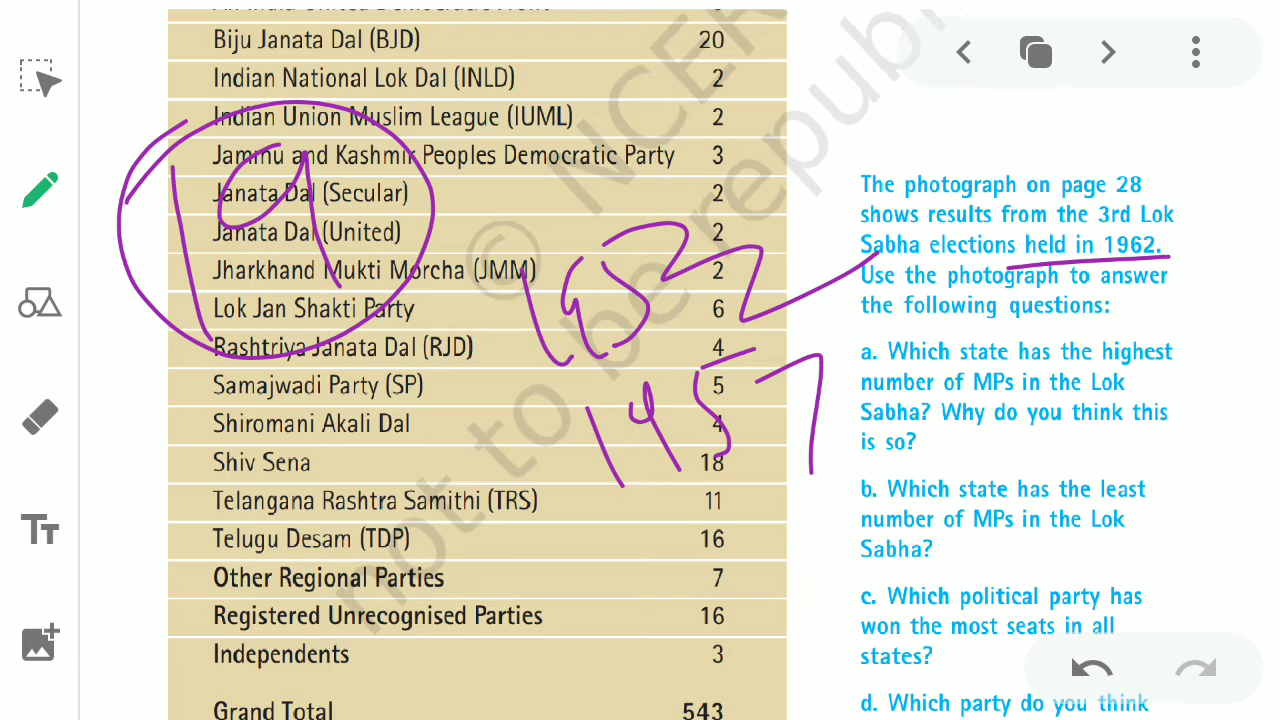 Biju Janata Dal (BJD) 20
Indian National Lok Dal (INLD) 2
Indian Union Muslim League (IUML) 2
Jammu and Kashmir Peoples Democratic Party 3
Janata Dal (Secular) 2
Janata Dal (United) 2
Jharkhand Mukti Morcha (JMM) 2
Lok Jan Shakti Party 6
Rashtriya Janata Dal (RJD) 4
Samajwadi Party (SP) 5
Shiromani Akali Dal 4
Shiv Sena 18
Telangana Rashtra Samithi (TRS) 11
Telugu Desam (TDP) 16
Other Regional Parties 7
Registered Unrecognised Parties 16
Independents 3
Grand Total 543
© NCER
not to be republ
1952
1957
The photograph on page 28
shows results from the 3rd Lok
Sabha elections held in 1962.
Use the photograph to answer
the following questions:
a. Which state has the highest
number of MPs in the Lok
Sabha? Why do you think this
is so?
b. Which state has the least
number of MPs in the Lok
Sabha?
c. Which political party has
won the most seats in all
states?
d. Which party do you think
Tт